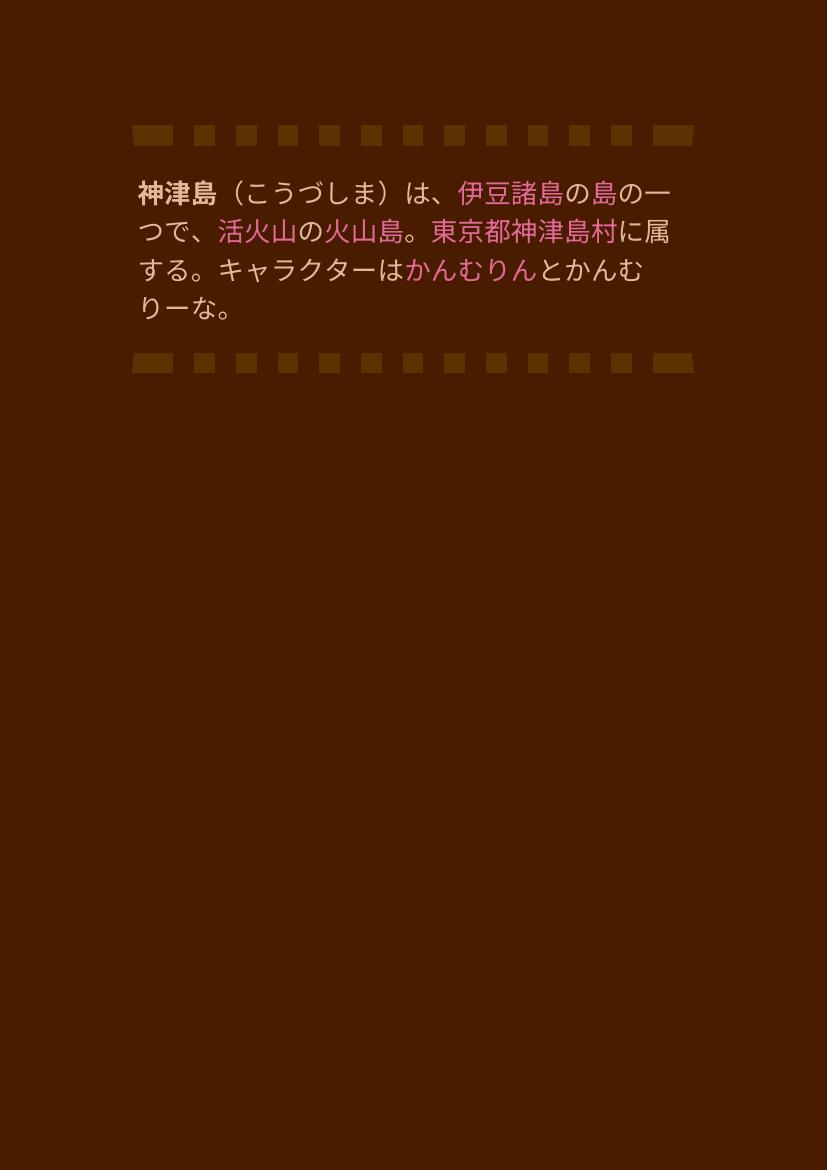 神津島（こうづしま）は、伊豆諸島の島の一
つで、活火山の火山島。東京都神津島村に属
する。キャラクターはかんむりんとかんむ
りーな。